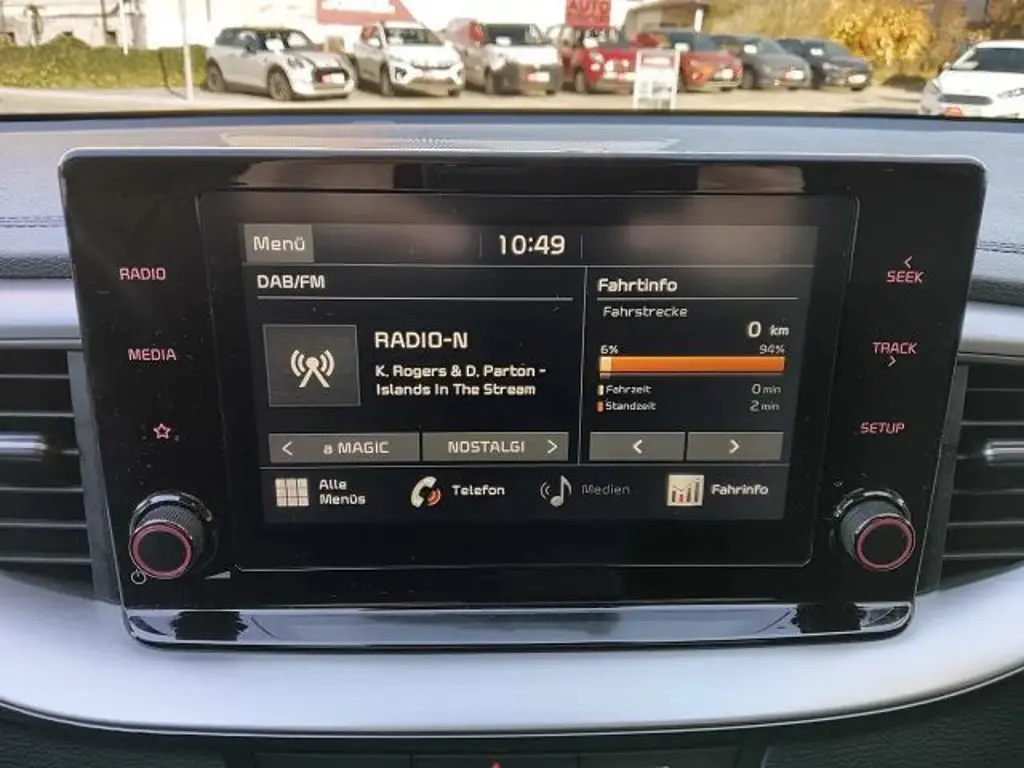 AUTO
RADIO
MEDIA
Menü
10:49
DAB/FM
RADIO-N
K. Rogers & D. Parton -
Islands In The Stream
< a MAGIC
NOSTALGI >
Fahrtinfo
Fahrstrecke
0 km
6% 94%
Fahrzeit 0 min
Standzeit 2 min
< >
Alle
Menüs
Telefon
Medien
Fahrinfo
<
SEEK
TRACK
>
SETUP